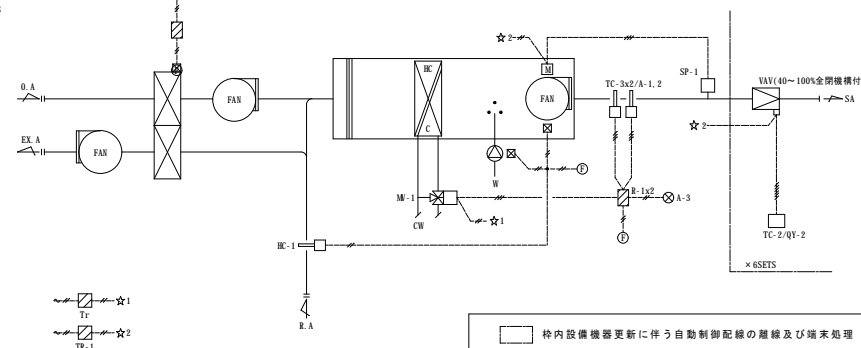 ☆2
M
SP-1
TC-3x2/A-1,2
VAV(40～100%全閉機構付
HC
O.A
FAN
FAN
SA
☆2
EX.A
FAN
C
F
W
R-1x2
MV-1
A-3
☆1
CW
F
TC-2/QY-2
HC-1
×6SETS
☆1
Tr
R.A
☆2
TR-1
枠内設備機器更新に伴う自動制御配線の離線及び端末処理